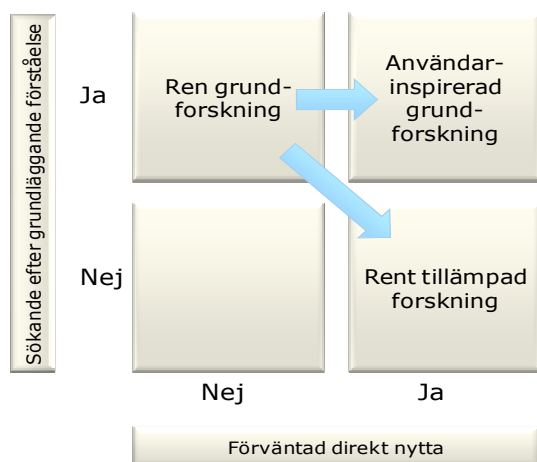 Sökande efter grundläggande förståelse
Ja
Ren grund-
forskning
Användar-
inspirerad
grund-
forskning
Nej
Rent tillämpad
forskning
Nej
Ja
Förväntad direkt nytta